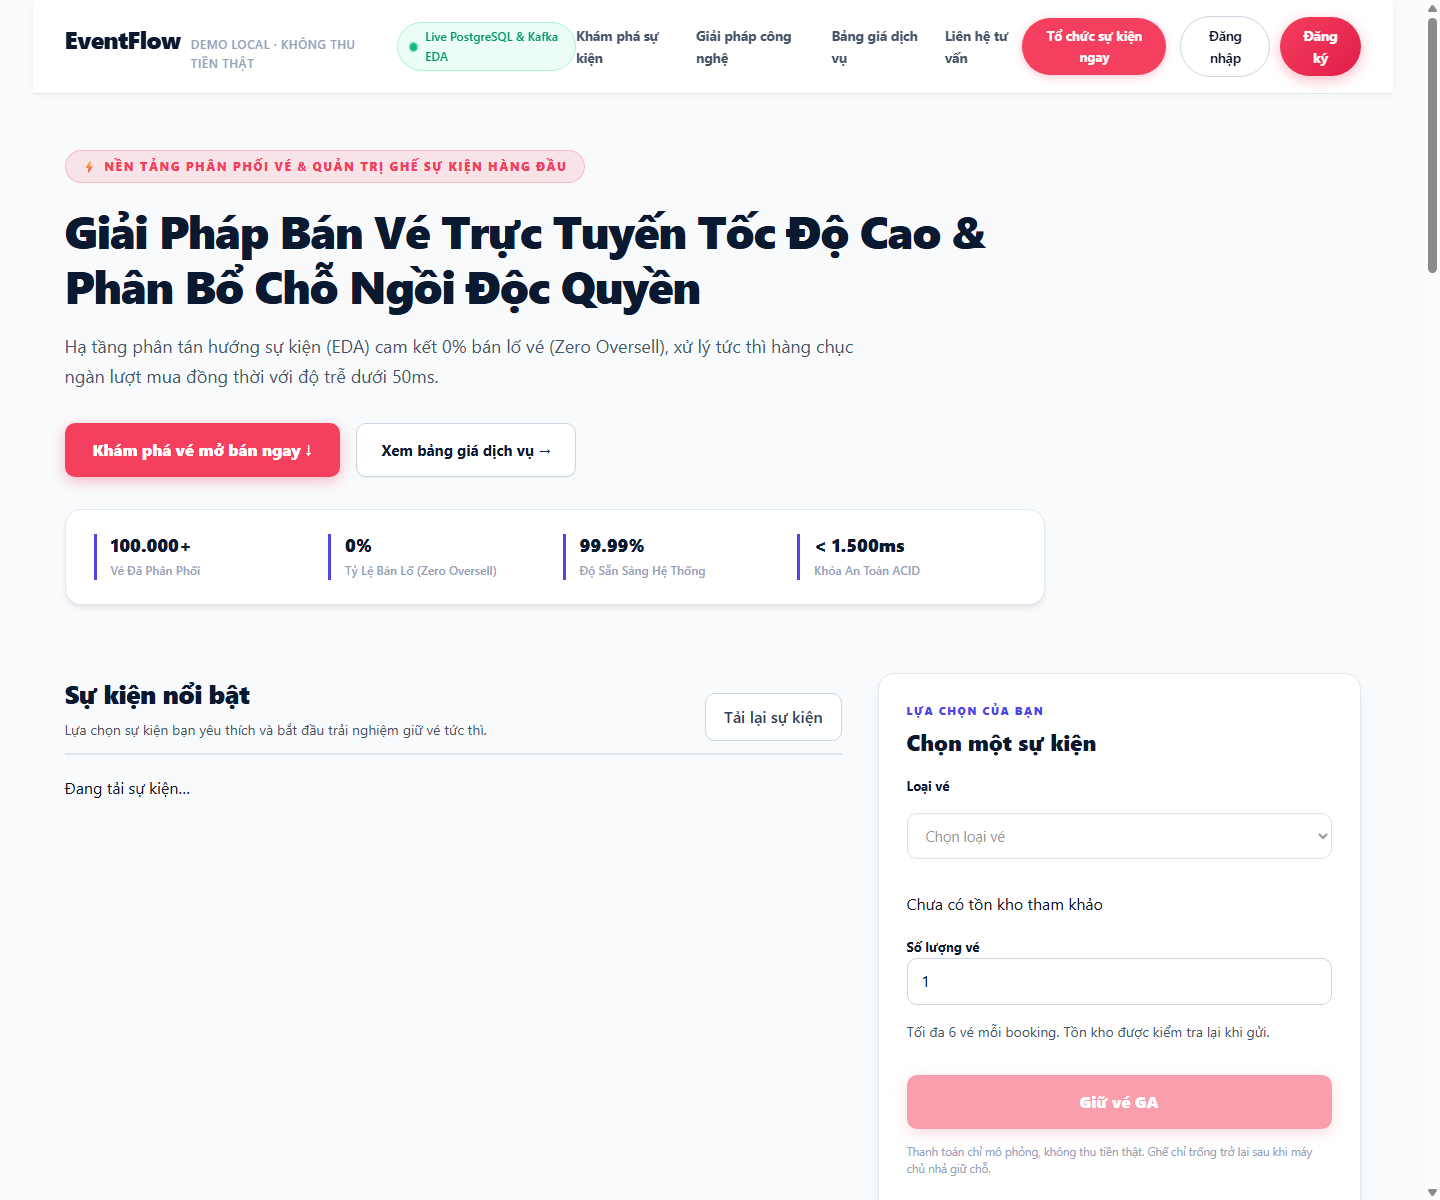 EventFlow
DEMO LOCAL · KHÔNG THU
TIỀN THẬT
Live PostgreSQL & Kafka
EDA
Khám phá sự
kiện
Giải pháp công
nghệ
Bảng giá dịch
vụ
Liên hệ tư
vấn
Tổ chức sự kiện
ngay
Đăng
nhập
Đăng
ký
NỀN TẢNG PHÂN PHỐI VÉ & QUẢN TRỊ GHẾ SỰ KIỆN HÀNG ĐẦU
Giải Pháp Bán Vé Trực Tuyến Tốc Độ Cao &
Phân Bổ Chỗ Ngồi Độc Quyền
Hạ tầng phân tán hướng sự kiện (EDA) cam kết 0% bán lố vé (Zero Oversell), xử lý tức thì hàng chục
ngàn lượt mua đồng thời với độ trễ dưới 50ms.
Khám phá vé mở bán ngay ↓
Xem bảng giá dịch vụ →
100.000+
Vé Đã Phân Phối
0%
Tỷ Lệ Bán Lố (Zero Oversell)
99.99%
Độ Sẵn Sàng Hệ Thống
< 1.500ms
Khóa An Toàn ACID
Sự kiện nổi bật
Lựa chọn sự kiện bạn yêu thích và bắt đầu trải nghiệm giữ vé tức thì.
Tải lại sự kiện
Đang tải sự kiện...
LỰA CHỌN CỦA BẠN
Chọn một sự kiện
Loại vé
Chọn loại vé
Chưa có tồn kho tham khảo
Số lượng vé
1
Tối đa 6 vé mỗi booking. Tồn kho được kiểm tra lại khi gửi.
Giữ vé GA
Thanh toán chỉ mô phỏng, không thu tiền thật. Ghế chỉ trống trở lại sau khi máy
chủ nhả giữ chỗ.